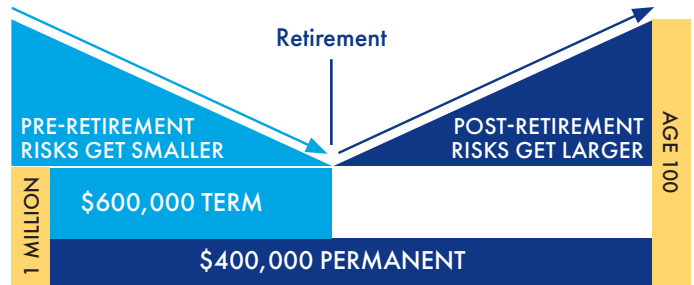 Retirement
PRE-RETIREMENT
RISKS GET SMALLER
POST-RETIREMENT
RISKS GET LARGER
AGE 100
1 MILLION
$600,000 TERM
$400,000 PERMANENT